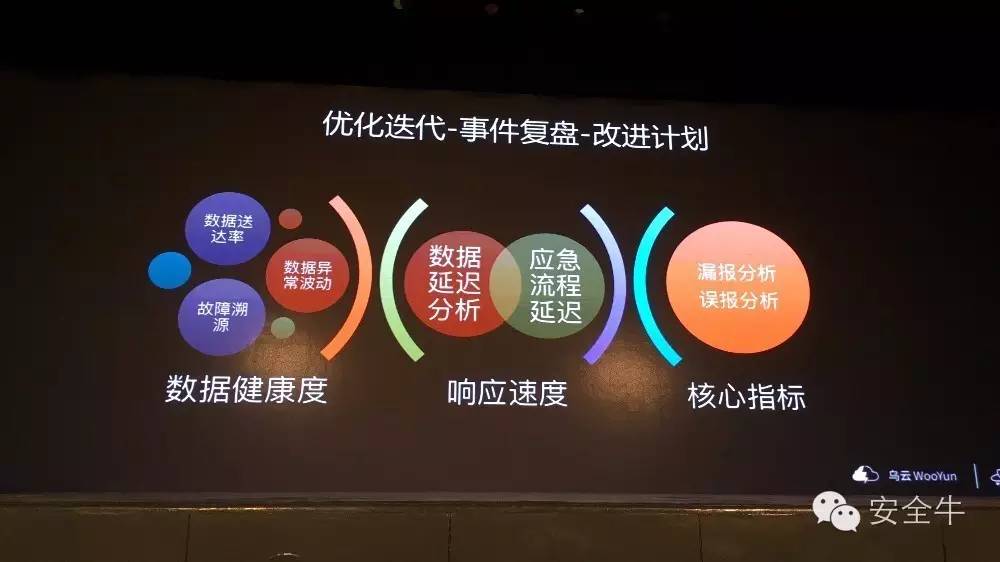 优化迭代-事件复盘-改进计划
数据送
达率
数据异
常波动
故障溯
源
数据健康度
数据
延迟
分析
应急
流程
延迟
响应速度
漏报分析
误报分析
核心指标
乌云 WooYun
安全牛